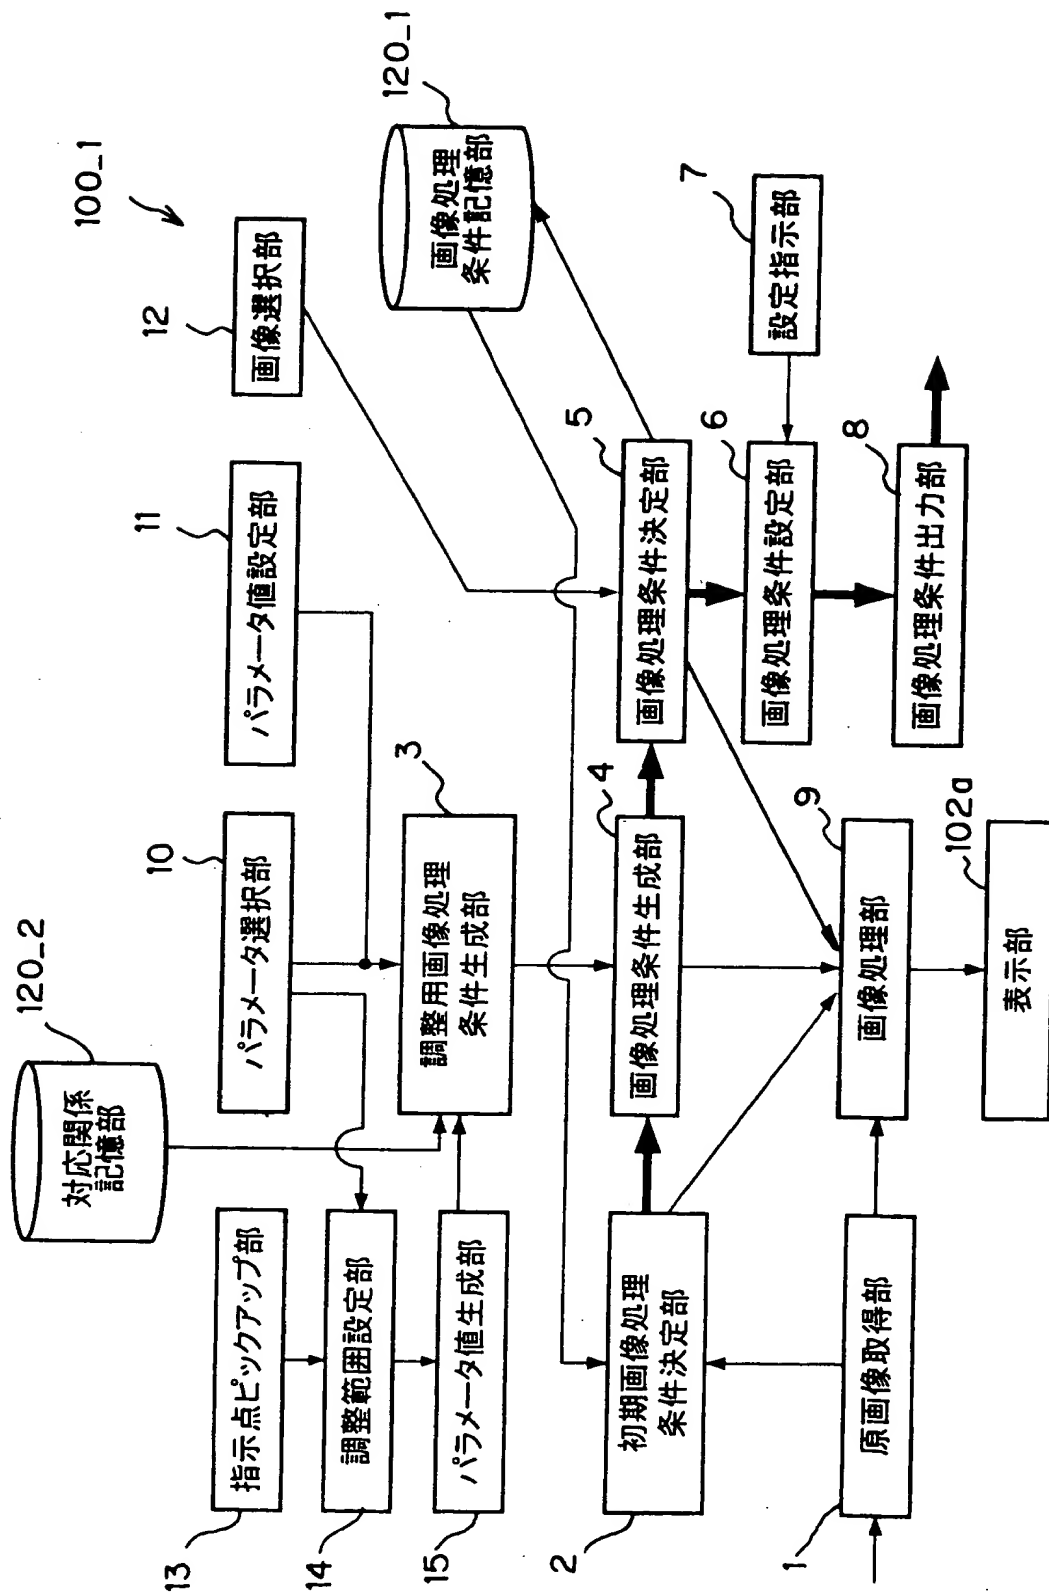 100_1
120_2
対応関係
記憶部
10
パラメータ選択部
11
パラメータ値設定部
12
画像選択部
120_1
画像処理
条件記憶部
13
指示点ピックアップ部
14
調整範囲設定部
15
パラメータ値生成部
3
調整用画像処理
条件生成部
2
初期画像処理
条件決定部
4
画像処理条件生成部
5
画像処理条件決定部
6
画像処理条件設定部
7
設定指示部
8
画像処理条件出力部
1
原画像取得部
9
画像処理部
102a
表示部